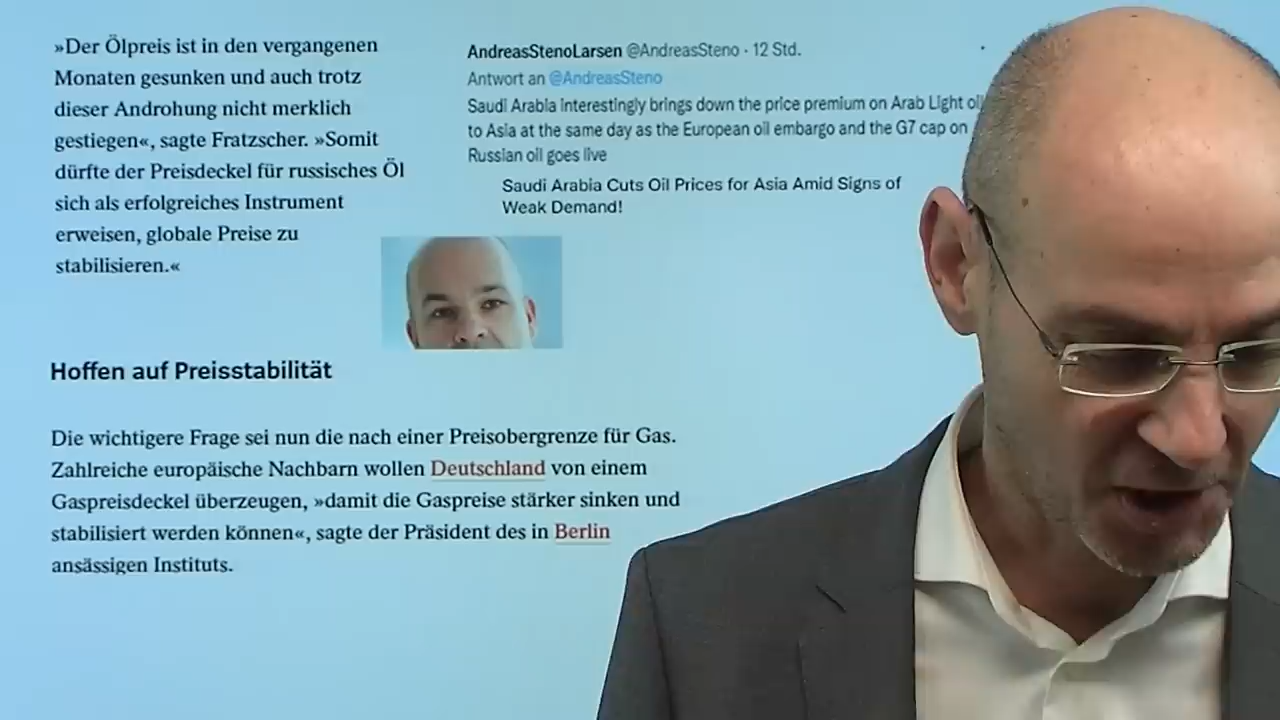 »Der Ölpreis ist in den vergangenen
Monaten gesunken und auch trotz
dieser Androhung nicht merklich
gestiegen«, sagte Fratzscher. »Somit
dürfte der Preisdeckel für russisches Öl
sich als erfolgreiches Instrument
erweisen, globale Preise zu
stabilisieren.«
AndreasStenoLarsen @AndreasSteno · 12 Std.
Antwort an @AndreasSteno
Saudi Arabia interestingly brings down the price premium on Arab Light oil
to Asia at the same day as the European oil embargo and the G7 cap on
Russian oil goes live
Saudi Arabia Cuts Oil Prices for Asia Amid Signs of
Weak Demand!
Hoffen auf Preisstabilität
Die wichtigere Frage sei nun die nach einer Preisobergrenze für Gas.
Zahlreiche europäische Nachbarn wollen Deutschland von einem
Gaspreisdeckel überzeugen, »damit die Gaspreise stärker sinken und
stabilisiert werden können«, sagte der Präsident des in Berlin
ansässigen Instituts.